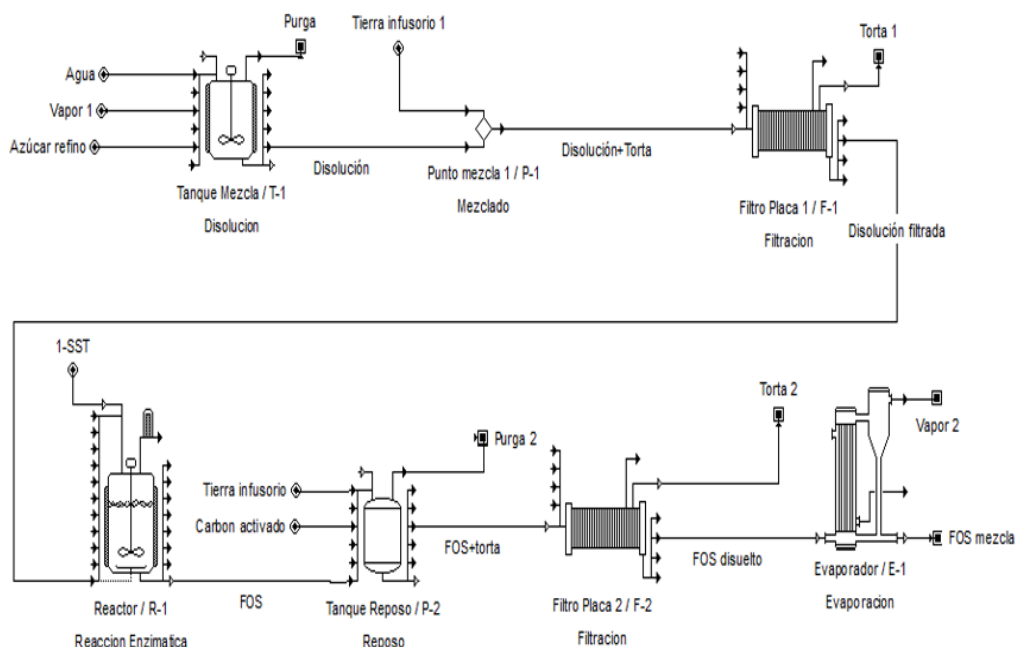 Purga
Tierra infusorio 1
Torta 1
Agua
Vapor 1
Azúcar refino
Disolución
Disolución+Torta
Tanque Mezcla / T-1
Disolucion
Punto mezcla 1 / P-1
Mezclado
Filtro Placa 1 / F-1
Filtracion
Disolución filtrada
1-SST
Torta 2
Purga 2
Vapor 2
Tierra infusorio
Carbon activado
FOS+torta
FOS disuelto
FOS mezcla
FOS
Reactor / R-1
Reaccion Enzimatica
Tanque Reposo / P-2
Reposo
Filtro Placa 2 / F-2
Filtracion
Evaporador / E-1
Evaporacion